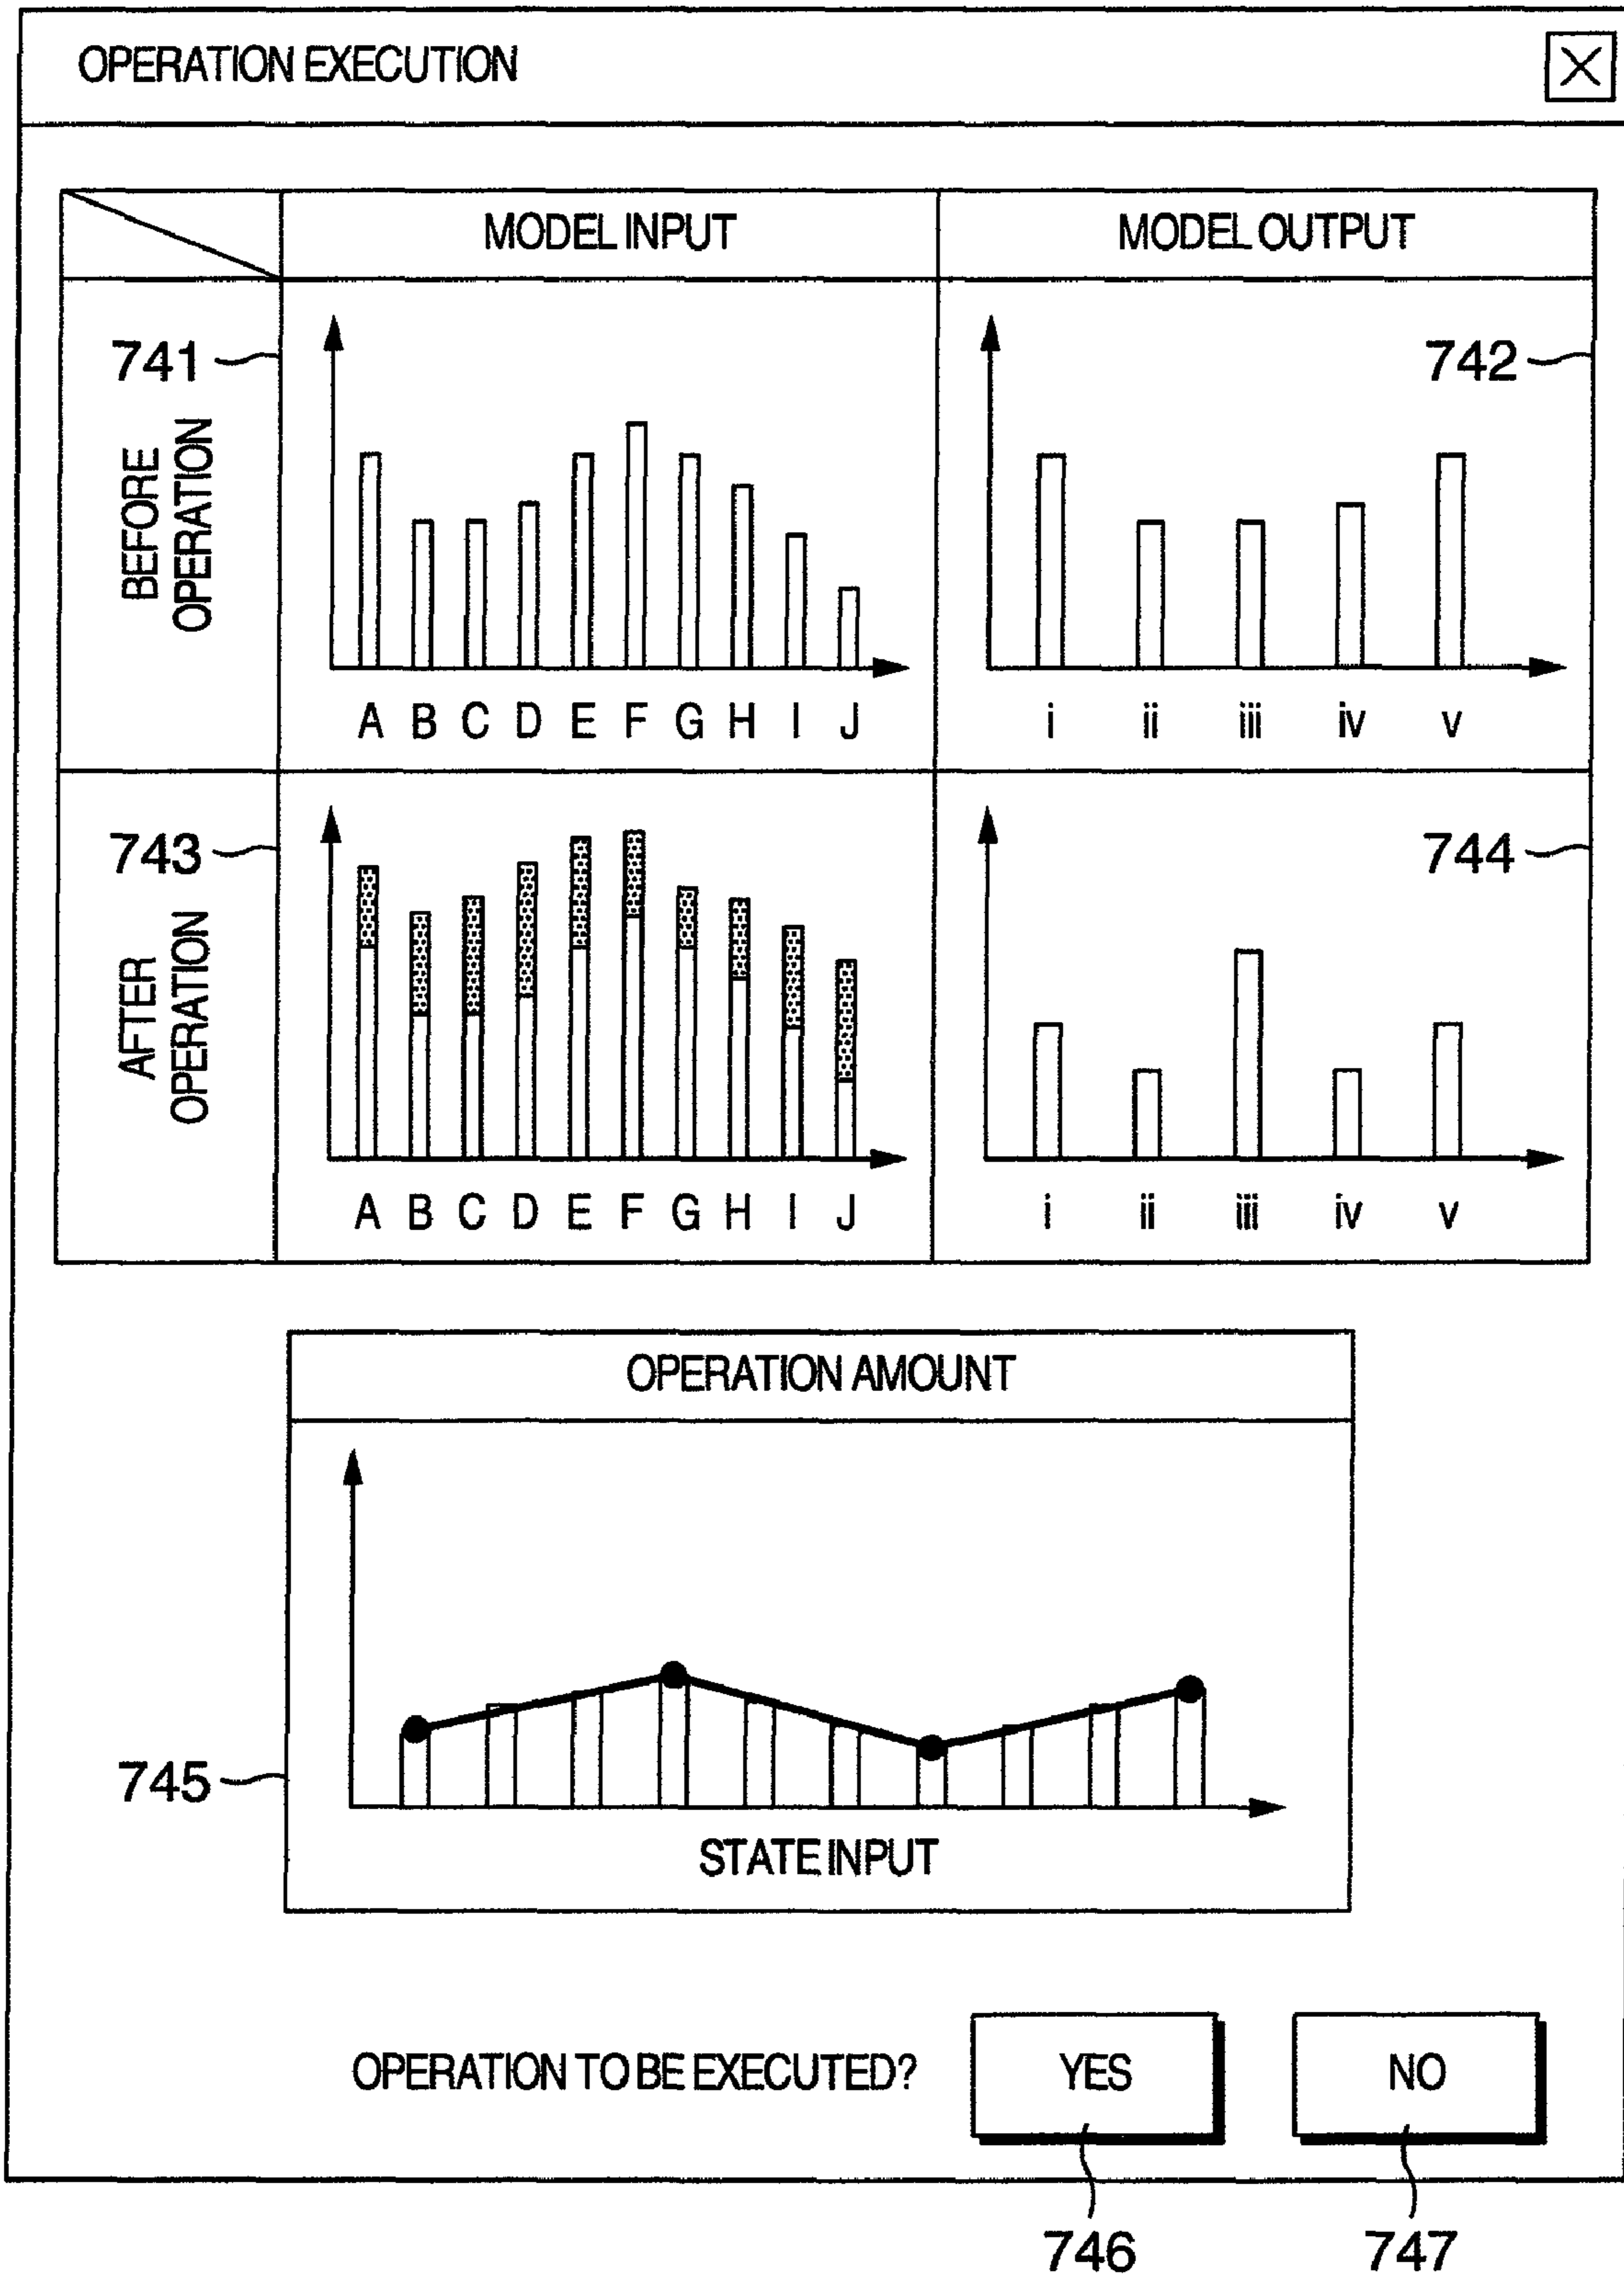 OPERATION EXECUTION
MODEL INPUT
MODEL OUTPUT
741
BEFORE
OPERATION
A B C D E F G H I J
742
i ii iii iv v
743
AFTER
OPERATION
A B C D E F G H I J
744
i ii iii iv v
OPERATION AMOUNT
745
STATE INPUT
OPERATION TO BE EXECUTED?
YES
NO
746
747